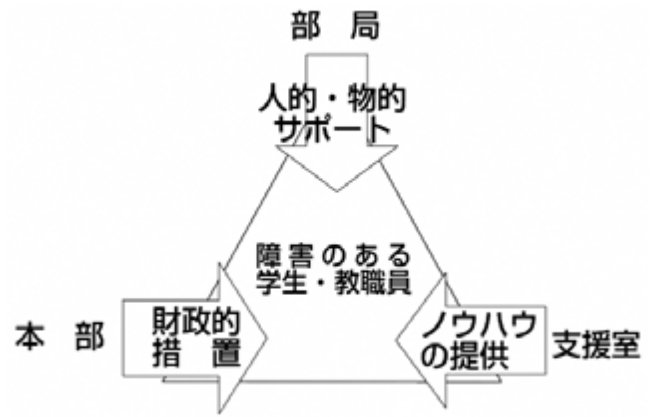 部　局
人的・物的
サポート
障害のある
学生・教職員
本　部
財政的
措　置
ノウハウ
の提供
支援室